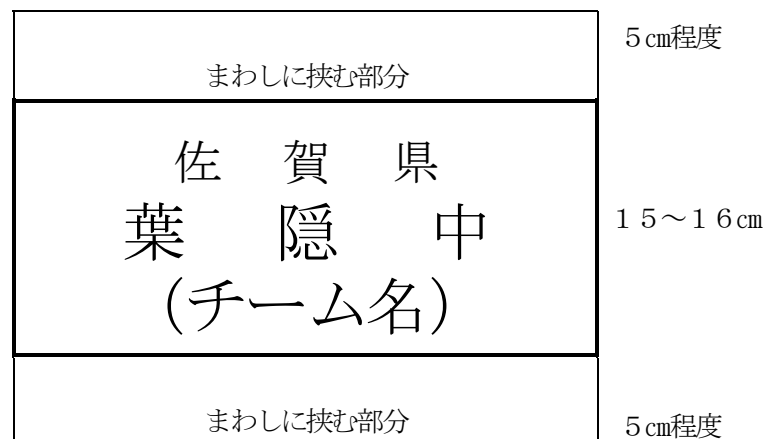 ５㎝程度
まわしに挟む部分
佐　賀　県
葉　隠　中
１５～１６㎝
(チーム名)
まわしに挟む部分
５㎝程度